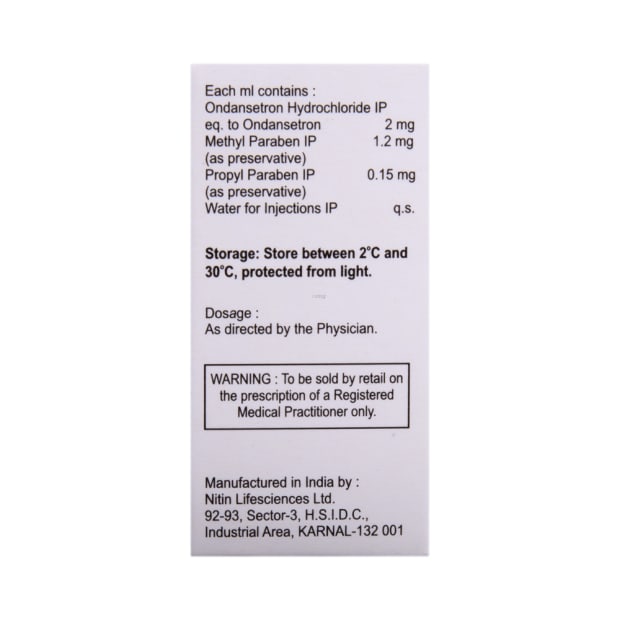 Each ml contains :
Ondansetron Hydrochloride IP
eq. to Ondansetron 2 mg
Methyl Paraben IP 1.2 mg
(as preservative)
Propyl Paraben IP 0.15 mg
(as preservative)
Water for Injections IP q.s.
Storage: Store between 2°C and
30°C, protected from light.
Dosage :
As directed by the Physician.
WARNING : To be sold by retail on
the prescription of a Registered
Medical Practitioner only.
Manufactured in India by :
Nitin Lifesciences Ltd.
92-93, Sector-3, H.S.I.D.C.,
Industrial Area, KARNAL-132 001